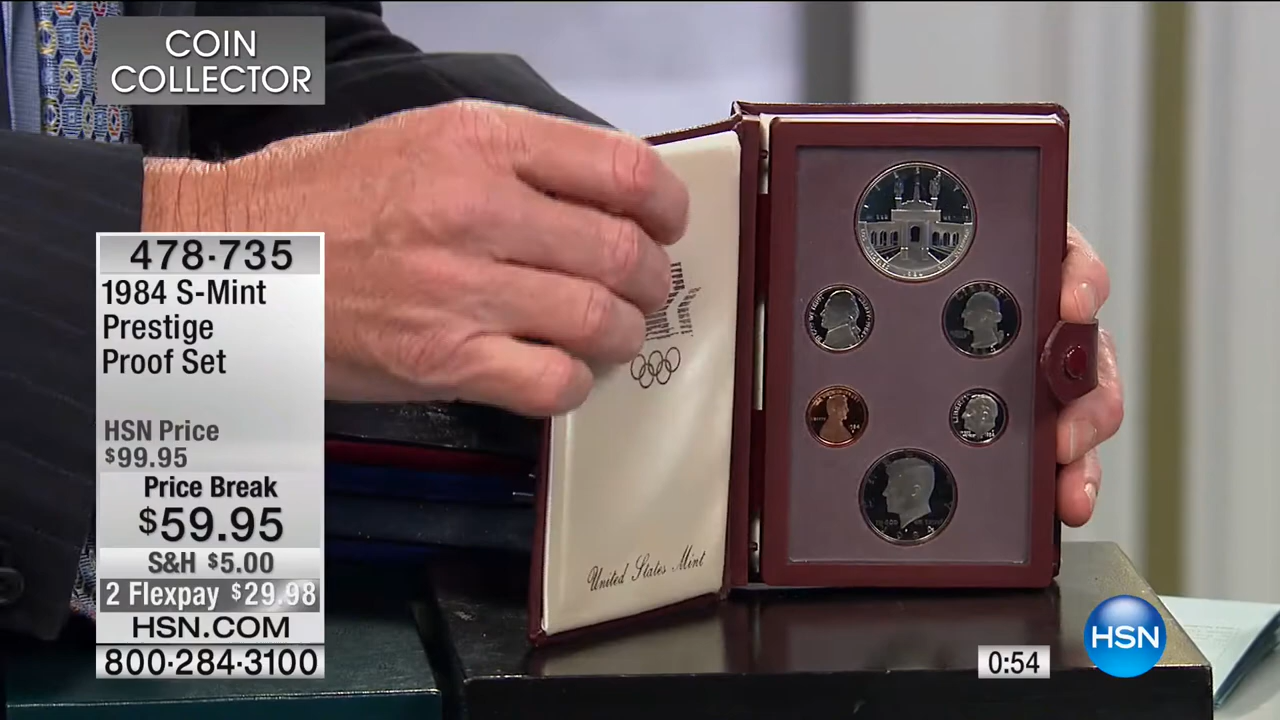 COIN
COLLECTOR
478-735
1984 S-Mint
Prestige
Proof Set
HSN Price
$99.95
Price Break
$59.95
S&H $5.00
2 Flexpay $29.98
HSN.COM
800-284-3100
United States Mint
LIBERTY
0:54
HSN